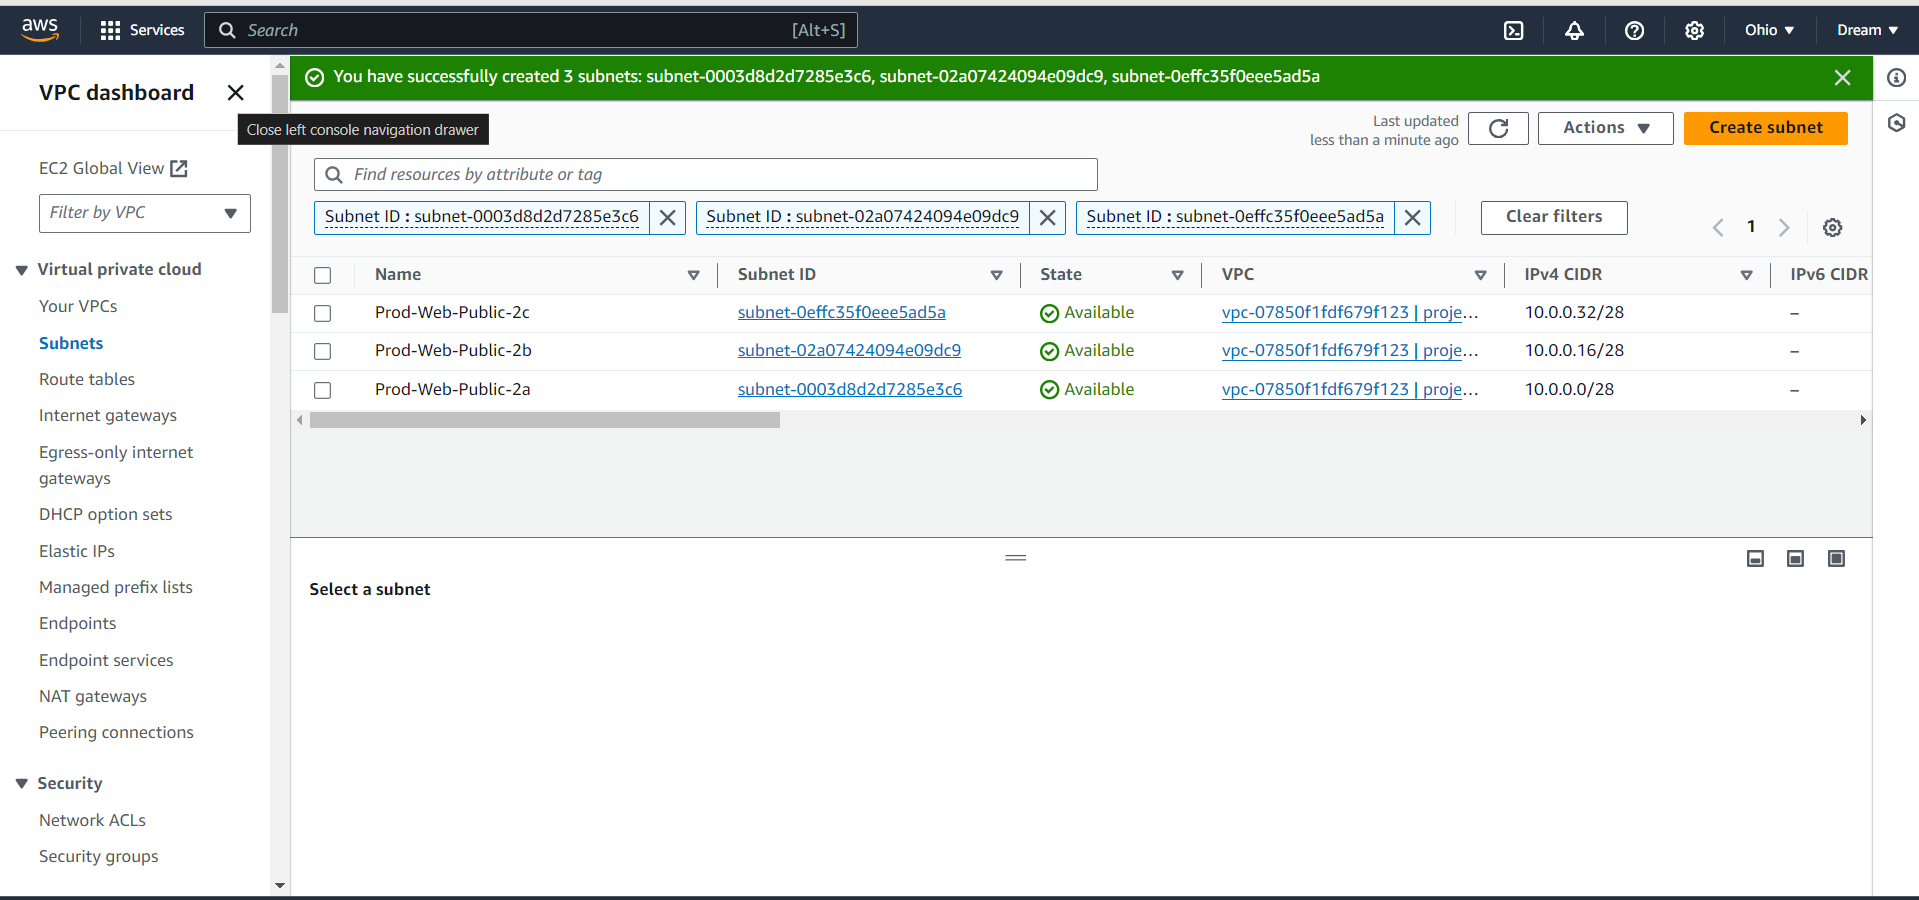 aws
Services
Search [Alt+S]
Ohio ▼
Dream ▼
VPC dashboard
Close left console navigation drawer
EC2 Global View
Filter by VPC
Virtual private cloud
Your VPCs
Subnets
Route tables
Internet gateways
Egress-only internet
gateways
DHCP option sets
Elastic IPs
Managed prefix lists
Endpoints
Endpoint services
NAT gateways
Peering connections
Security
Network ACLs
Security groups
You have successfully created 3 subnets: subnet-0003d8d2d7285e3c6, subnet-02a07424094e09dc9, subnet-0effc35f0eee5ad5a
Last updated
less than a minute ago
Actions
Create subnet
Find resources by attribute or tag
Subnet ID : subnet-0003d8d2d7285e3c6
Subnet ID : subnet-02a07424094e09dc9
Subnet ID : subnet-0effc35f0eee5ad5a
Clear filters
1
Name Subnet ID State VPC IPv4 CIDR IPv6 CIDR
Prod-Web-Public-2c subnet-0effc35f0eee5ad5a Available vpc-07850f1fdf679f123 | proje… 10.0.0.32/28 –
Prod-Web-Public-2b subnet-02a07424094e09dc9 Available vpc-07850f1fdf679f123 | proje… 10.0.0.16/28 –
Prod-Web-Public-2a subnet-0003d8d2d7285e3c6 Available vpc-07850f1fdf679f123 | proje… 10.0.0.0/28 –
Select a subnet